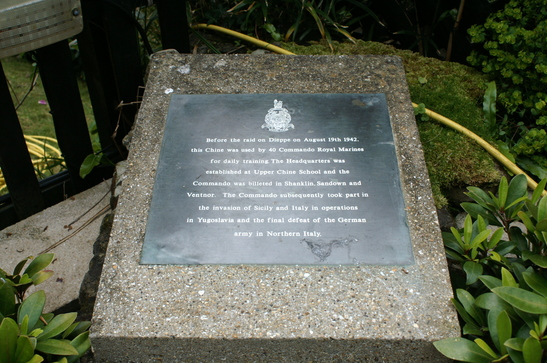 Before the raid on Dieppe on August 19th 1942,
this Chine was used by 40 Commando Royal Marines
for daily training The Headquarters was
established at Upper Chine School and the
Commando was billeted in Shanklin, Sandown and
Ventnor. The Commando subsequently took part in
the invasion of Sicily and Italy in operations
in Yugoslavia and the final defeat of the German
army in Northern Italy.